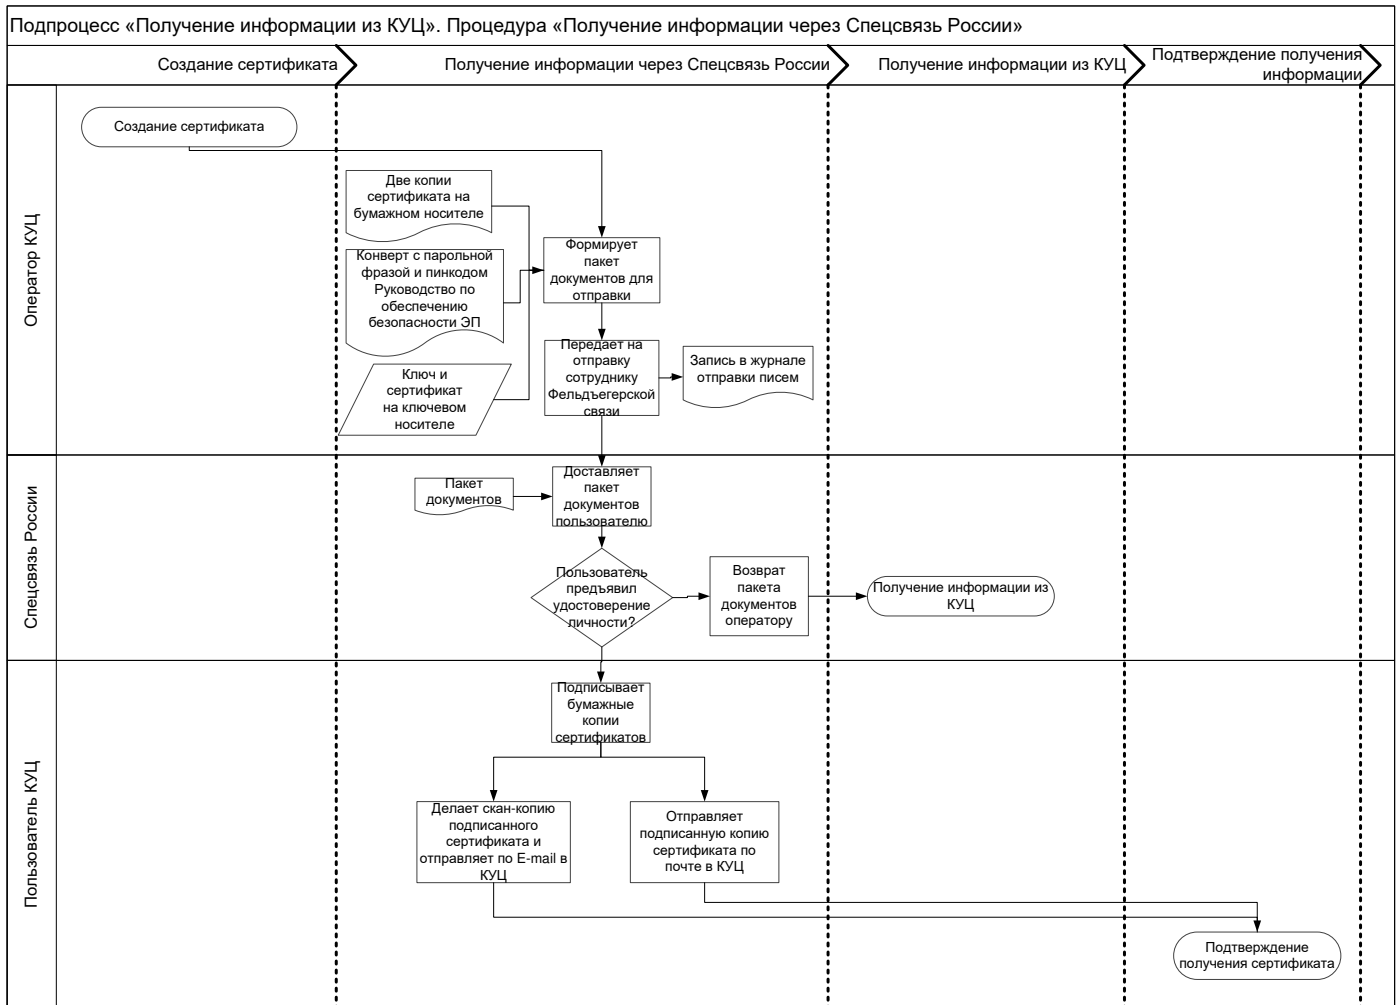 Подпроцесс «Получение информации из КУЦ». Процедура «Получение информации через Спецсвязь России»
Создание сертификата
Получение информации через Спецсвязь России
Получение информации из КУЦ
Подтверждение получения
информации
Оператор КУЦ
Создание сертификата
Две копии
сертификата на
бумажном носителе
Конверт с парольной
фразой и пинкодом
Руководство по
обеспечению
безопасности ЭП
Ключ и
сертификат
на ключевом
носителе
Формирует
пакет
документов для
отправки
Передает на
отправку
сотруднику
Фельдъегерской
связи
Запись в журнале
отправки писем
Спецсвязь России
Пакет
документов
Доставляет
пакет
документов
пользователю
Пользователь
предъявил
удостоверение
личности?
Возврат
пакета
документов
оператору
Получение информации из
КУЦ
Пользователь КУЦ
Подписывает
бумажные
копии
сертификатов
Делает скан-копию
подписанного
сертификата и
отправляет по E-mail в
КУЦ
Отправляет
подписанную копию
сертификата по
почте в КУЦ
Подтверждение
получения сертификата